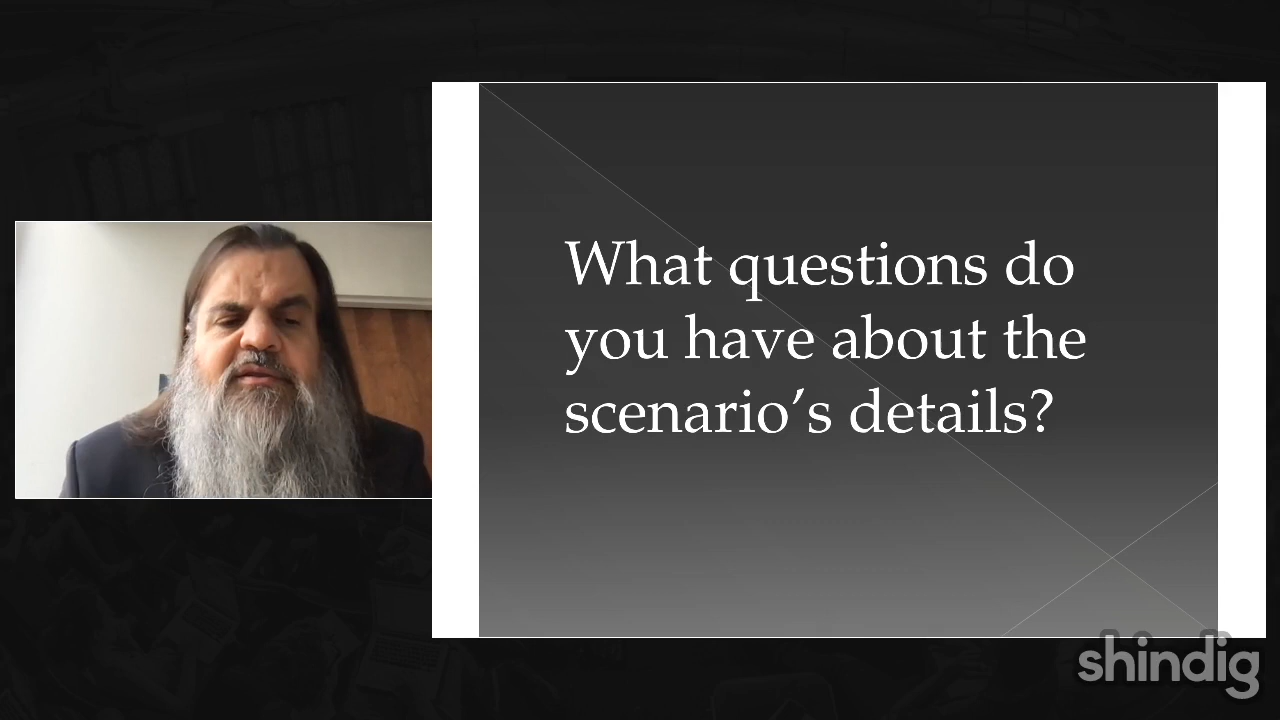 What questions do
you have about the
scenario’s details?
shindig